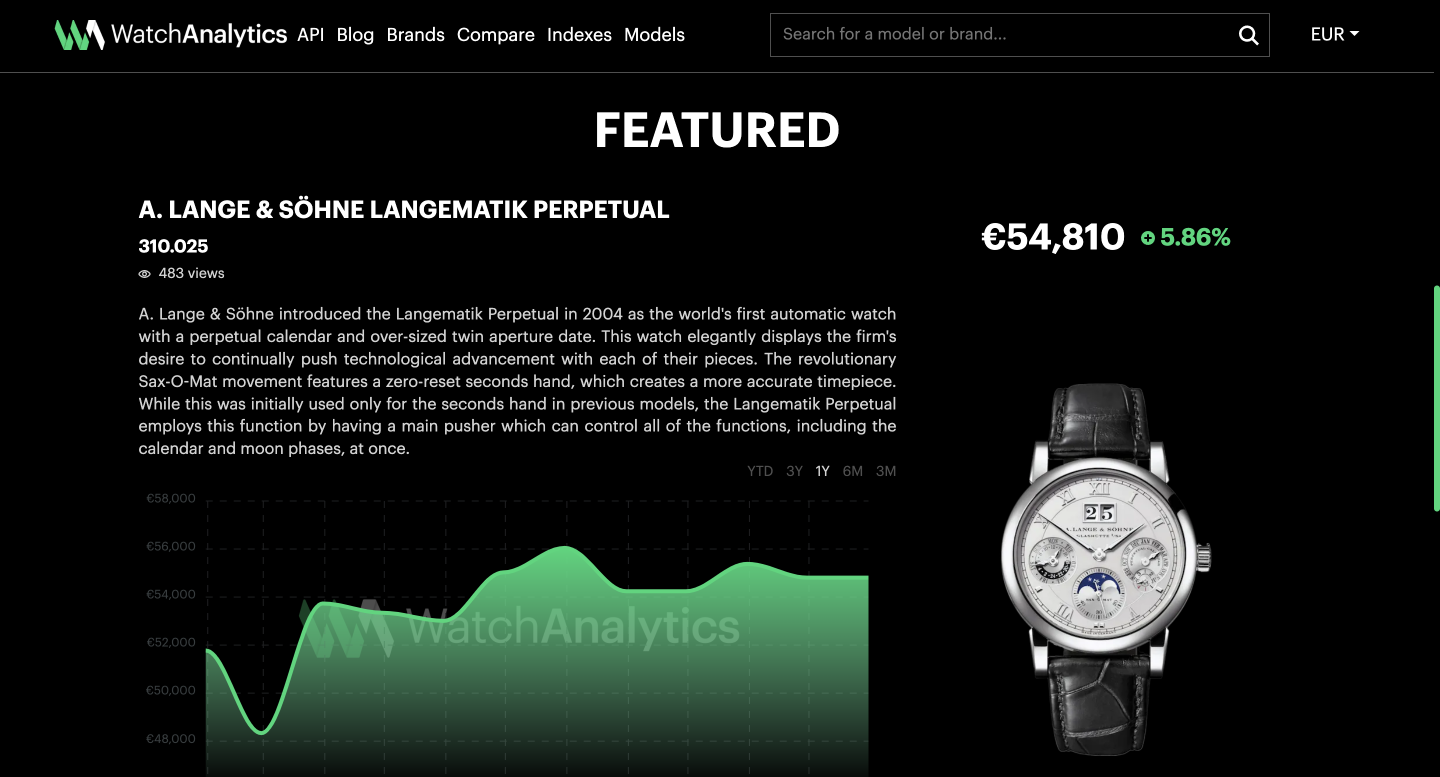 WatchAnalytics API Blog Brands Compare Indexes Models Search for a model or brand... EUR
FEATURED
A. LANGE & SÖHNE LANGEMATIK PERPETUAL
310.025
483 views
€54,810 5.86%
A. Lange & Söhne introduced the Langematik Perpetual in 2004 as the world's first automatic watch
with a perpetual calendar and over-sized twin aperture date. This watch elegantly displays the firm's
desire to continually push technological advancement with each of their pieces. The revolutionary
Sax-O-Mat movement features a zero-reset seconds hand, which creates a more accurate timepiece.
While this was initially used only for the seconds hand in previous models, the Langematik Perpetual
employs this function by having a main pusher which can control all of the functions, including the
calendar and moon phases, at once.
YTD 3Y 1Y 6M 3M
€58,000
€56,000
€54,000
€52,000
€50,000
€48,000
WatchAnalytics
XII
25
A. LANGE & SÖHNE